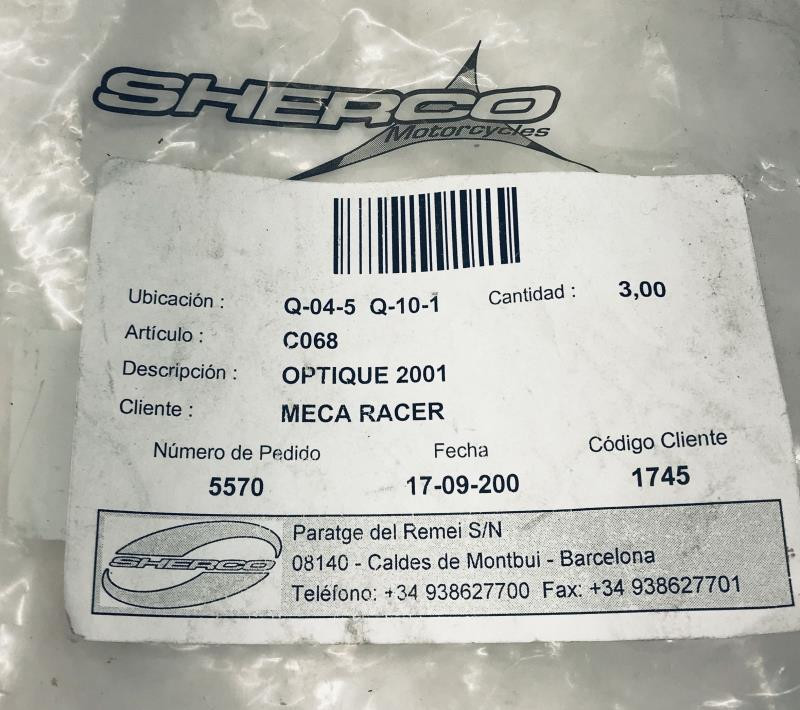 SHERCO
Motorcycles
Ubicación : Q-04-5 Q-10-1 Cantidad : 3,00
Artículo : C068
Descripción : OPTIQUE 2001
Cliente : MECA RACER
Número de Pedido Fecha Código Cliente
5570 17-09-200 1745
SHERCO
Paratge del Remei S/N
08140 - Caldes de Montbui - Barcelona
Teléfono: +34 938627700 Fax: +34 938627701